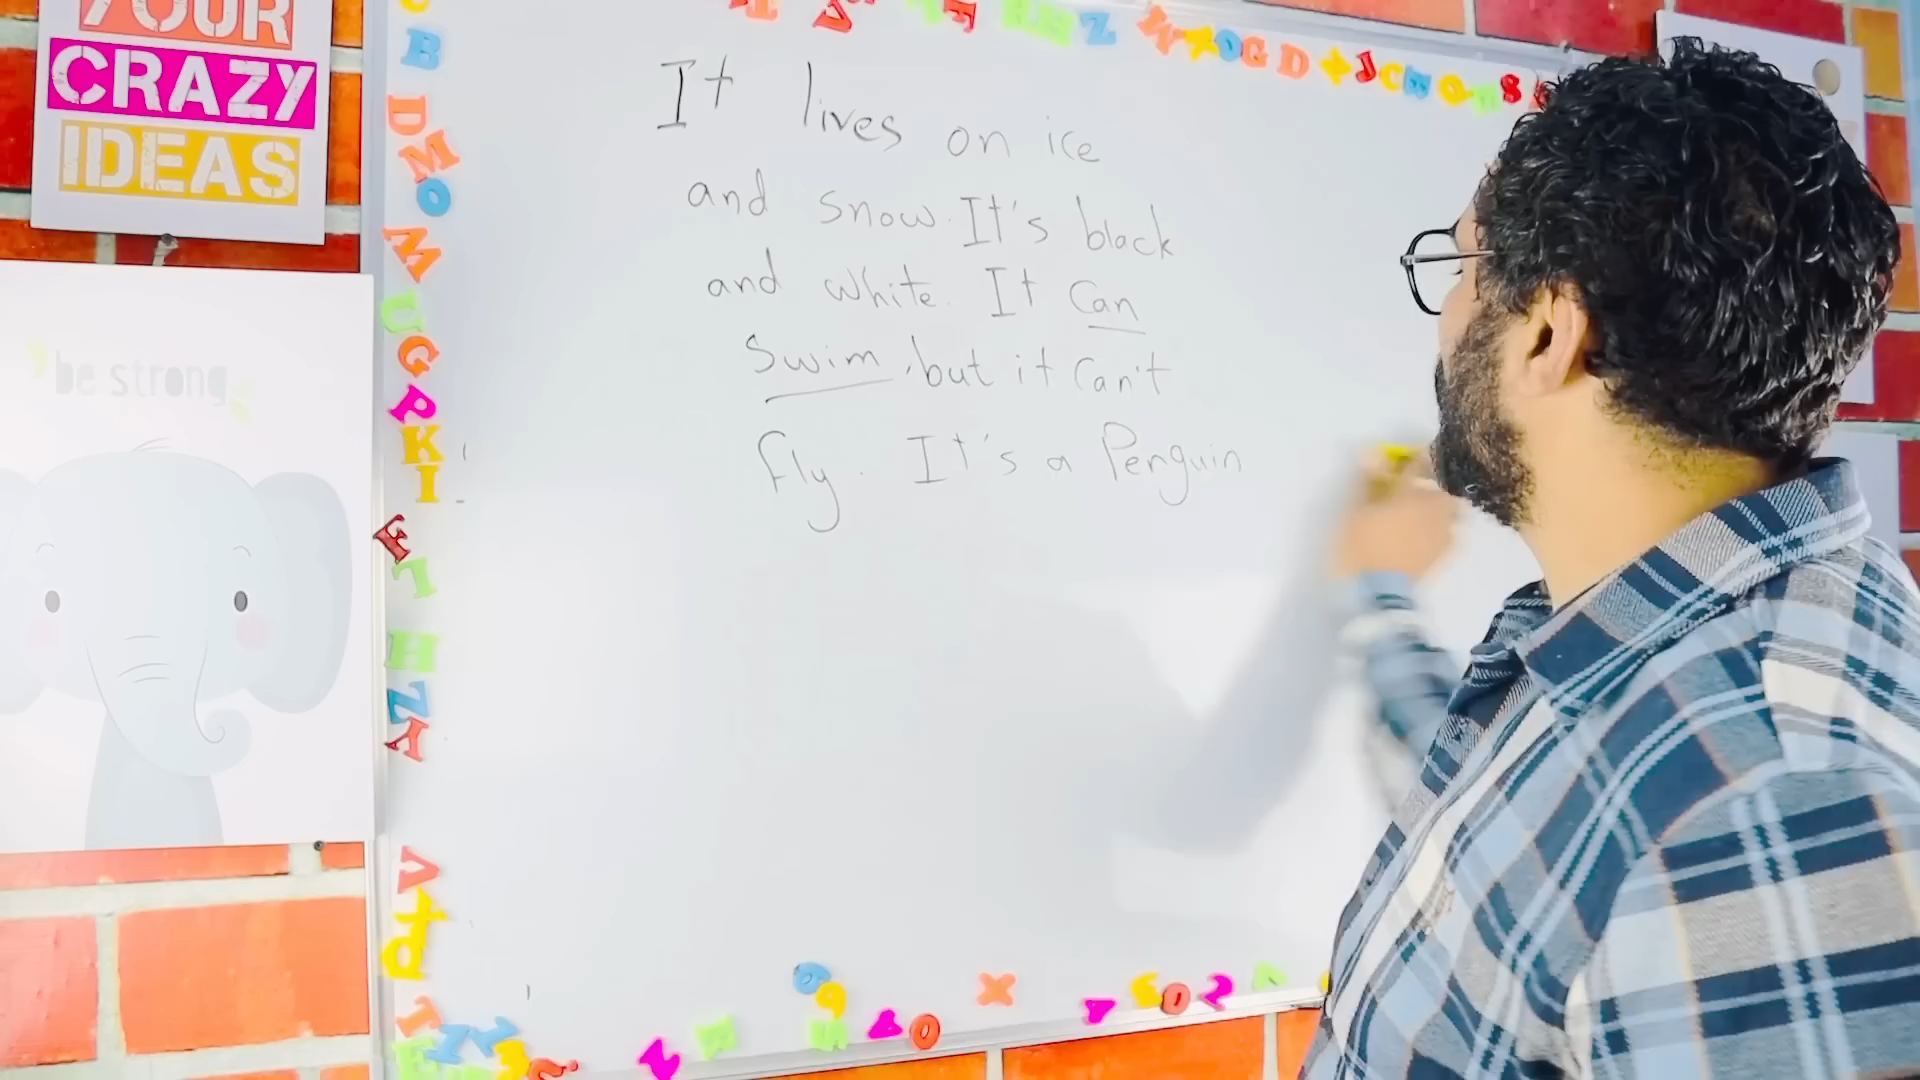 YOUR
CRAZY
IDEAS
be strong
It lives on ice
and snow. It's black
and white. It can
swim, but it can't
fly. It's a Penguin